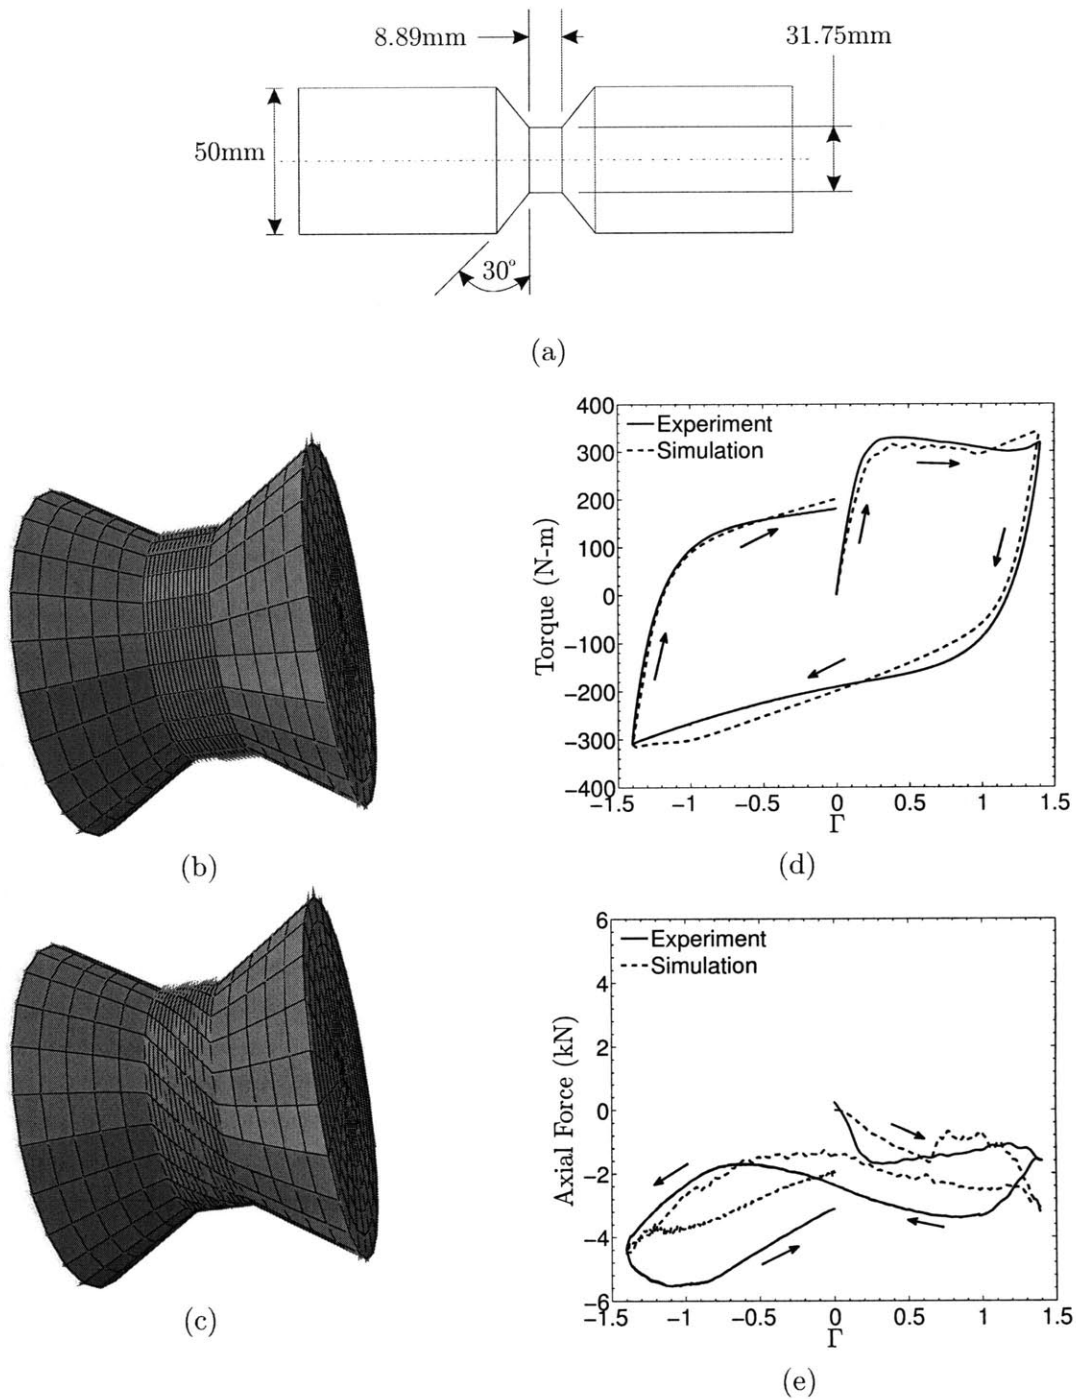 8.89mm
31.75mm
50mm
30°
(a)
400
300
200
100
0
−100
−200
−300
−400
Experiment
Simulation
Torque (N-m)
−1.5 −1 −0.5 0 0.5 1 1.5
Γ
(b)
(d)
6
4
2
0
−2
−4
−6
Experiment
Simulation
Axial Force (kN)
−1.5 −1 −0.5 0 0.5 1 1.5
Γ
(c)
(e)